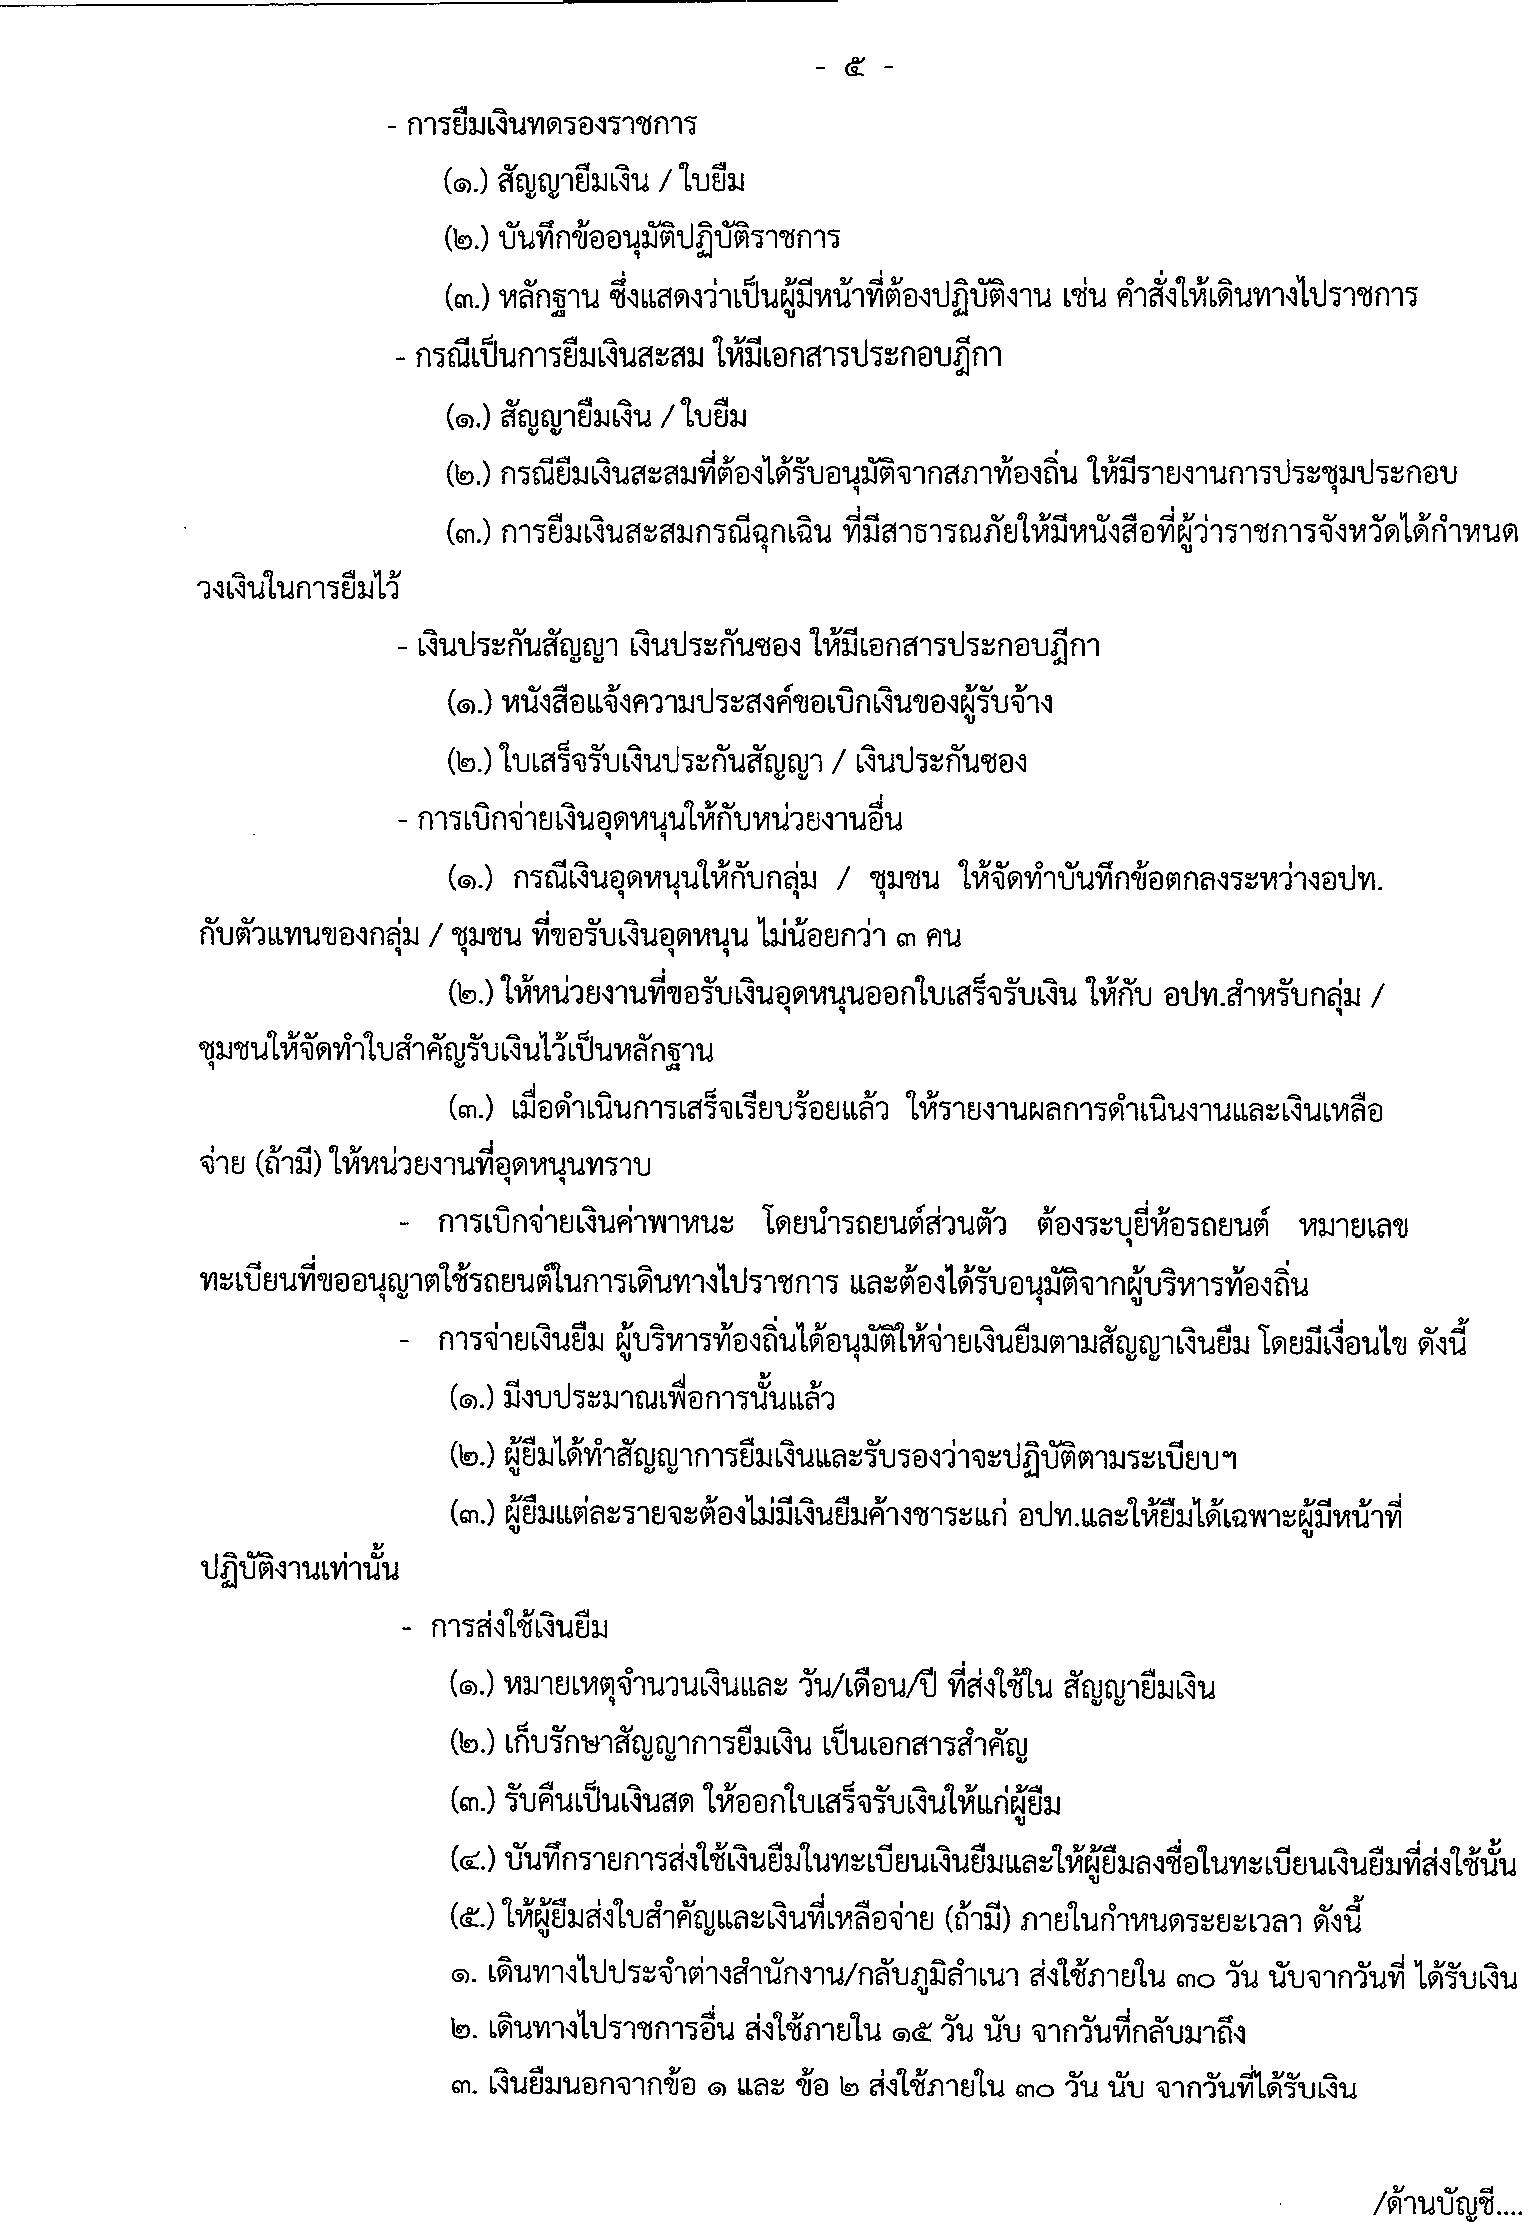 - ๕ -
- การยืมเงินทดรองราชการ
(๑.) สัญญายืมเงิน / ใบยืม
(๒.) บันทึกข้ออนุมัติปฏิบัติราชการ
(๓.) หลักฐาน ซึ่งแสดงว่าเป็นผู้มีหน้าที่ต้องปฏิบัติงาน เช่น คำสั่งให้เดินทางไปราชการ
- กรณีเป็นการยืมเงินสะสม ให้มีเอกสารประกอบฎีกา
(๑.) สัญญายืมเงิน / ใบยืม
(๒.) กรณียืมเงินสะสมที่ต้องได้รับอนุมัติจากสภาท้องถิ่น ให้มีรายงานการประชุมประกอบ
(๓.) การยืมเงินสะสมกรณีฉุกเฉิน ที่มีสาธารณภัยให้มีหนังสือที่ผู้ว่าราชการจังหวัดได้กำหนด
วงเงินในการยืมไว้
- เงินประกันสัญญา เงินประกันซอง ให้มีเอกสารประกอบฎีกา
(๑.) หนังสือแจ้งความประสงค์ขอเบิกเงินของผู้รับจ้าง
(๒.) ใบเสร็จรับเงินประกันสัญญา / เงินประกันซอง
- การเบิกจ่ายเงินอุดหนุนให้กับหน่วยงานอื่น
(๑.) กรณีเงินอุดหนุนให้กับกลุ่ม / ชุมชน ให้จัดทำบันทึกข้อตกลงระหว่างอปท.
กับตัวแทนของกลุ่ม / ชุมชน ที่ขอรับเงินอุดหนุน ไม่น้อยกว่า ๓ คน
(๒.) ให้หน่วยงานที่ขอรับเงินอุดหนุนออกใบเสร็จรับเงิน ให้กับ อปท.สำหรับกลุ่ม /
ชุมชนให้จัดทำใบสำคัญรับเงินไว้เป็นหลักฐาน
(๓.) เมื่อดำเนินการเสร็จเรียบร้อยแล้ว ให้รายงานผลการดำเนินงานและเงินเหลือ
จ่าย (ถ้ามี) ให้หน่วยงานที่อุดหนุนทราบ
- การเบิกจ่ายเงินค่าพาหนะ โดยนำรถยนต์ส่วนตัว ต้องระบุยี่ห้อรถยนต์ หมายเลข
ทะเบียนที่ขออนุญาตใช้รถยนต์ในการเดินทางไปราชการ และต้องได้รับอนุมัติจากผู้บริหารท้องถิ่น
- การจ่ายเงินยืม ผู้บริหารท้องถิ่นได้อนุมัติให้จ่ายเงินยืมตามสัญญาเงินยืม โดยมีเงื่อนไข ดังนี้
(๑.) มีงบประมาณเพื่อการนั้นแล้ว
(๒.) ผู้ยืมได้ทำสัญญาการยืมเงินและรับรองว่าจะปฏิบัติตามระเบียบฯ
(๓.) ผู้ยืมแต่ละรายจะต้องไม่มีเงินยืมค้างชาระแก่ อปท.และให้ยืมได้เฉพาะผู้มีหน้าที่
ปฏิบัติงานเท่านั้น
- การส่งใช้เงินยืม
(๑.) หมายเหตุจำนวนเงินและ วัน/เดือน/ปี ที่ส่งใช้ใน สัญญายืมเงิน
(๒.) เก็บรักษาสัญญาการยืมเงิน เป็นเอกสารสำคัญ
(๓.) รับคืนเป็นเงินสด ให้ออกใบเสร็จรับเงินให้แก่ผู้ยืม
(๔.) บันทึกรายการส่งใช้เงินยืมในทะเบียนเงินยืมและให้ผู้ยืมลงชื่อในทะเบียนเงินยืมที่ส่งใช้นั้น
(๕.) ให้ผู้ยืมส่งใบสำคัญและเงินที่เหลือจ่าย (ถ้ามี) ภายในกำหนดระยะเวลา ดังนี้
๑. เดินทางไปประจำต่างสำนักงาน/กลับภูมิลำเนา ส่งใช้ภายใน ๓๐ วัน นับจากวันที่ ได้รับเงิน
๒. เดินทางไปราชการอื่น ส่งใช้ภายใน ๑๕ วัน นับ จากวันที่กลับมาถึง
๓. เงินยืมนอกจากข้อ ๑ และ ข้อ ๒ ส่งใช้ภายใน ๓๐ วัน นับ จากวันที่ได้รับเงิน
/ด้านบัญชี....